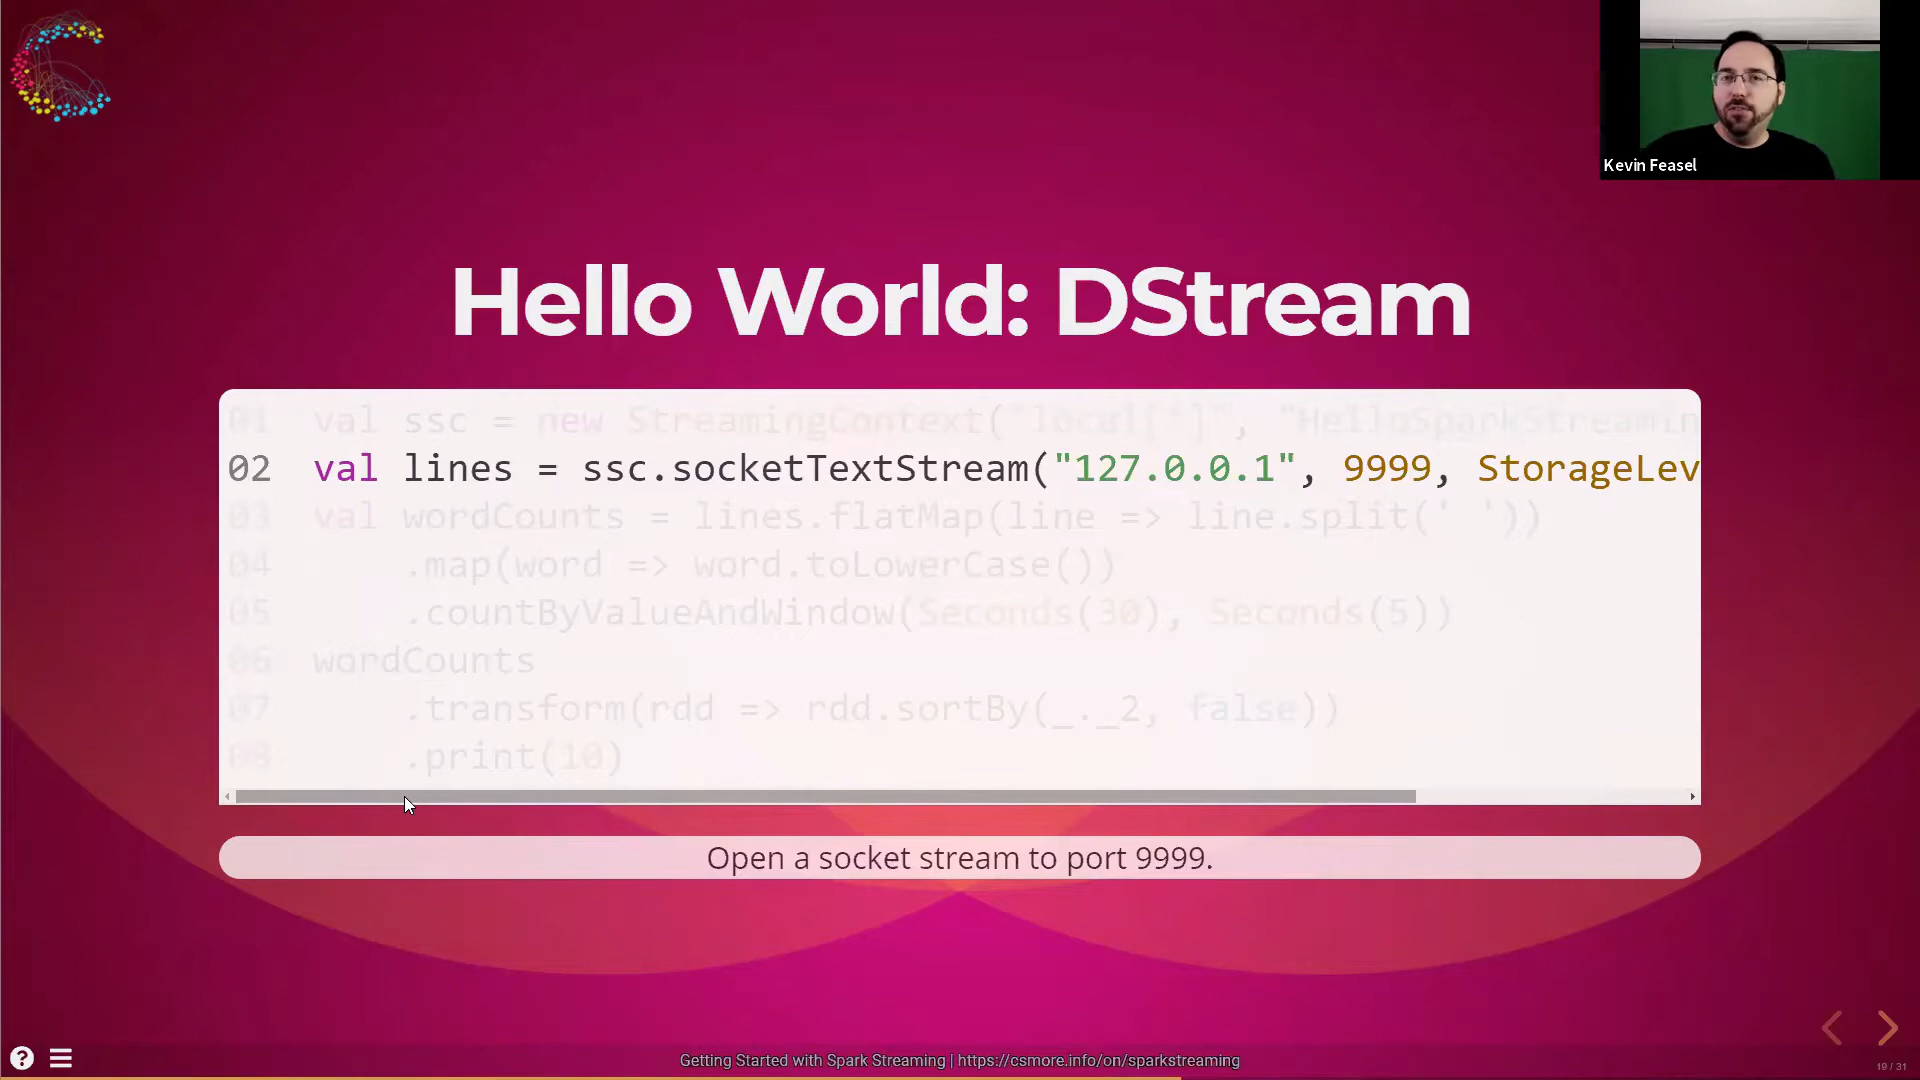 Kevin Feasel
Hello World: DStream
01 val ssc = new StreamingContext("local[*]", "HelloSparkStreamin
02 val lines = ssc.socketTextStream("127.0.0.1", 9999, StorageLev
03 val wordCounts = lines.flatMap(line => line.split(' '))
04 .map(word => word.toLowerCase())
05 .countByValueAndWindow(Seconds(30), Seconds(5))
06 wordCounts
07 .transform(rdd => rdd.sortBy(_._2, false))
08 .print(10)
Open a socket stream to port 9999.
Getting Started with Spark Streaming | https://csmore.info/on/sparkstreaming
19 / 31